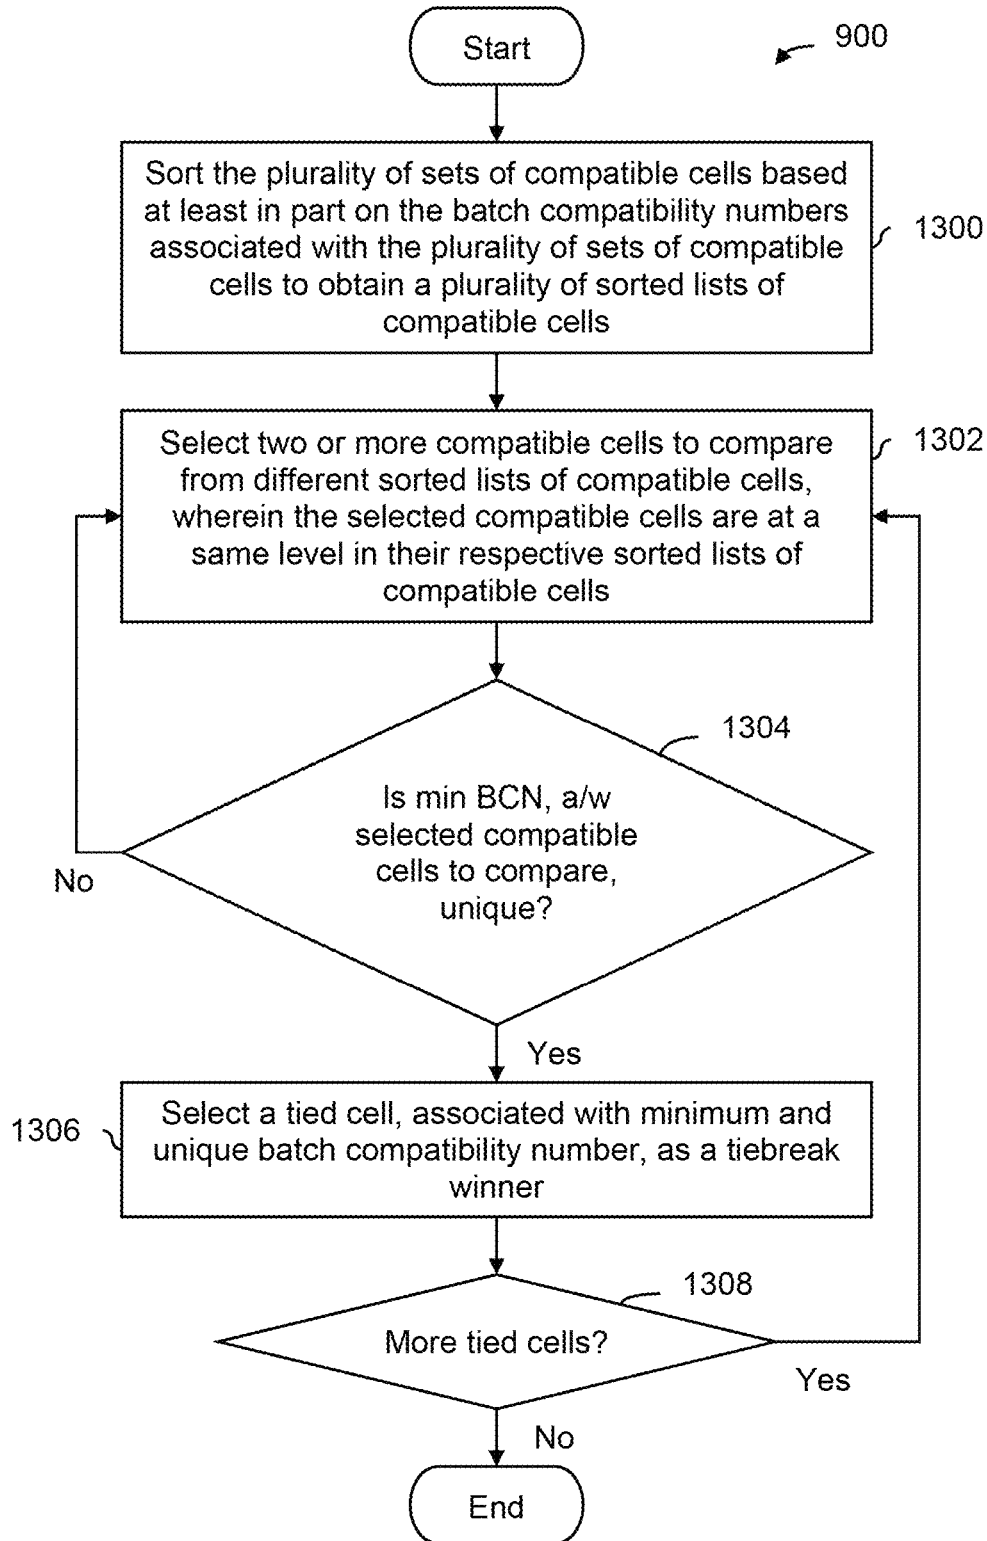 Start
900
Sort the plurality of sets of compatible cells based
at least in part on the batch compatibility numbers
associated with the plurality of sets of compatible
cells to obtain a plurality of sorted lists of
compatible cells
1300
Select two or more compatible cells to compare
from different sorted lists of compatible cells,
wherein the selected compatible cells are at a
same level in their respective sorted lists of
compatible cells
1302
1304
Is min BCN, a/w
selected compatible
cells to compare,
unique?
No
Yes
1306
Select a tied cell, associated with minimum and
unique batch compatibility number, as a tiebreak
winner
1308
More tied cells?
Yes
No
End